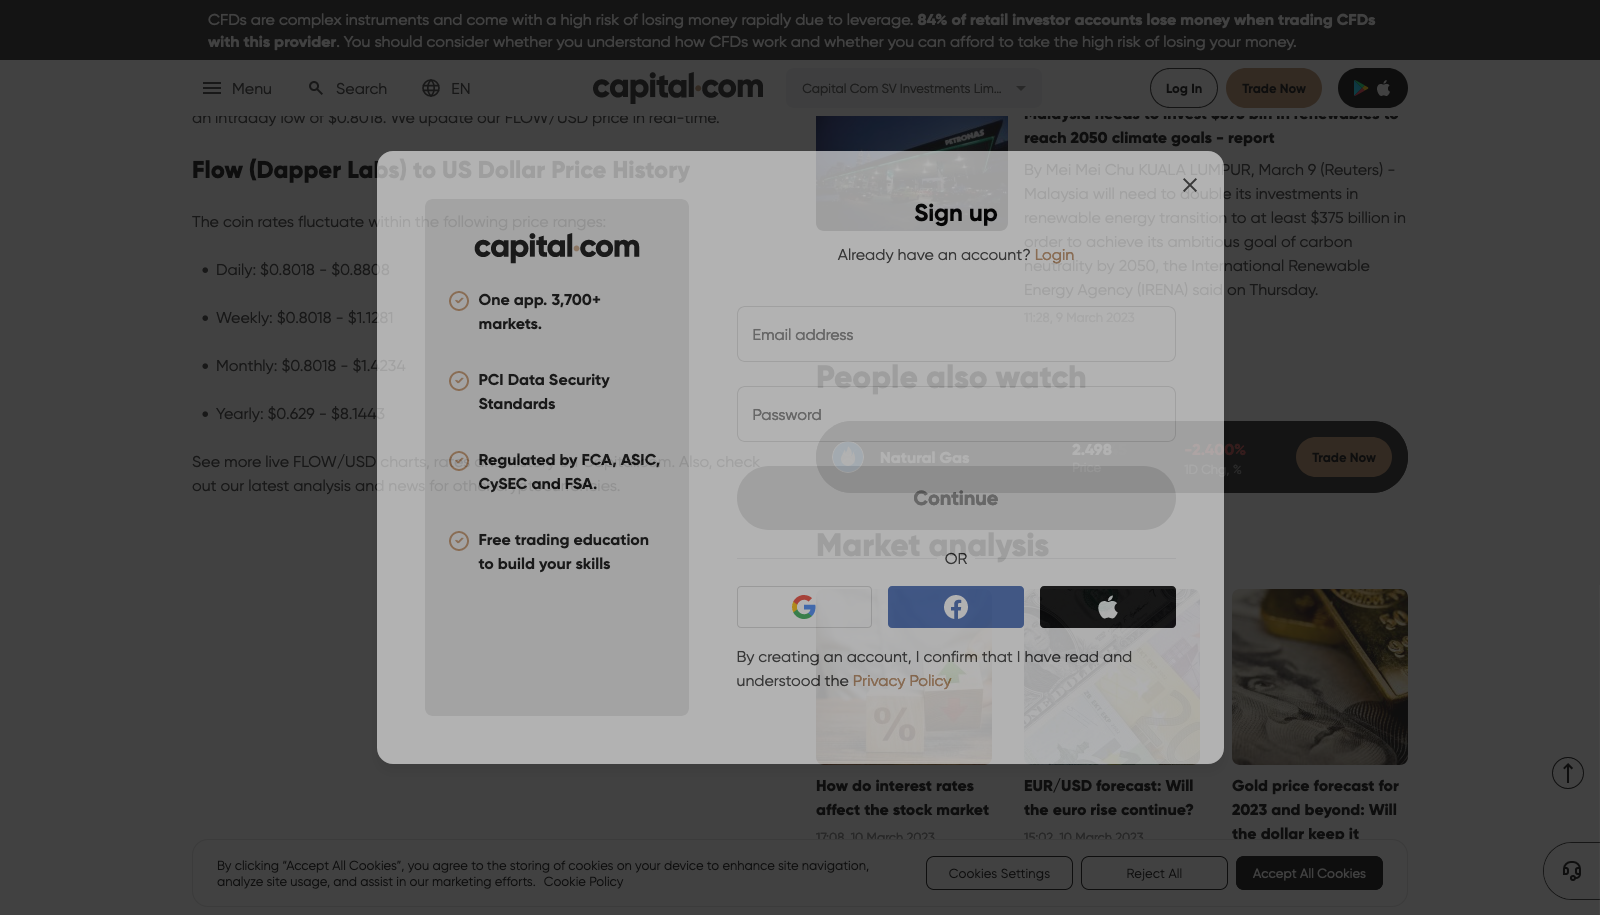 CFDs are complex instruments and come with a high risk of losing money rapidly due to leverage. 84% of retail investor accounts lose money when trading CFDs
with this provider. You should consider whether you understand how CFDs work and whether you can afford to take the high risk of losing your money.
Menu
Search
EN
capital.com
Capital Com SV Investments Lim...
Log In
Trade Now
an intraday low of $0.8018. We update our FLOW/USD price in real-time.
Flow (Dapper Labs) to US Dollar Price History
The coin rates fluctuate within the following price ranges:
Daily: $0.8018 - $0.8808
Weekly: $0.8018 - $1.1281
Monthly: $0.8018 - $1.4234
Yearly: $0.629 - $8.1443
See more live FLOW/USD charts, Also, check
out our latest analysis and news for other
PETRONAS
Malaysia needs to invest $375 bln in renewables to
reach 2050 climate goals - report
By Mei Mei Chu KUALA LUMPUR, March 9 (Reuters) -
Malaysia will need to double its investments in
renewable energy transition to at least $375 billion in
order to achieve its ambitious goal of carbon
neutrality by 2050, the International Renewable
Energy Agency (IRENA) said on Thursday.
11:28, 9 March 2023
People also watch
Natural Gas
2.498
Price
1D Chg, %
Trade Now
Market analysis
%
How do interest rates
affect the stock market
17:08, 10 March 2023
EUR/USD forecast: Will
the euro rise continue?
15:02, 10 March 2023
Gold price forecast for
2023 and beyond: Will
the dollar keep it
capital.com
One app. 3,700+
markets.
PCI Data Security
Standards
Regulated by FCA, ASIC,
CySEC and FSA.
Free trading education
to build your skills
Sign up
Already have an account? Login
Email address
Password
Continue
OR
By creating an account, I confirm that I have read and
understood the Privacy Policy
By clicking “Accept All Cookies”, you agree to the storing of cookies on your device to enhance site navigation,
analyze site usage, and assist in our marketing efforts. Cookie Policy
Cookies Settings
Reject All
Accept All Cookies